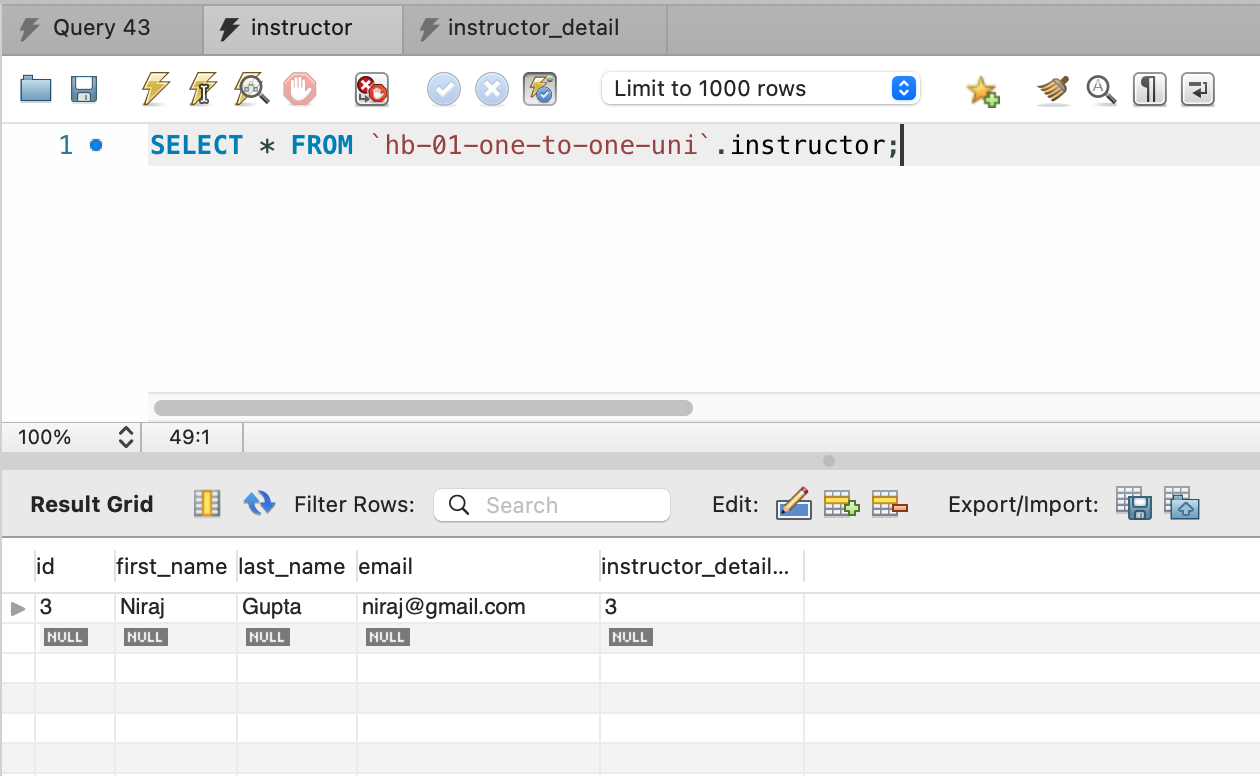 Query 43 instructor instructor_detail
Limit to 1000 rows
1 SELECT * FROM `hb-01-one-to-one-uni`.instructor;
100% 49:1
Result Grid Filter Rows: Search Edit: Export/Import:
id first_name last_name email instructor_detail...
3 Niraj Gupta niraj@gmail.com 3
NULL NULL NULL NULL NULL